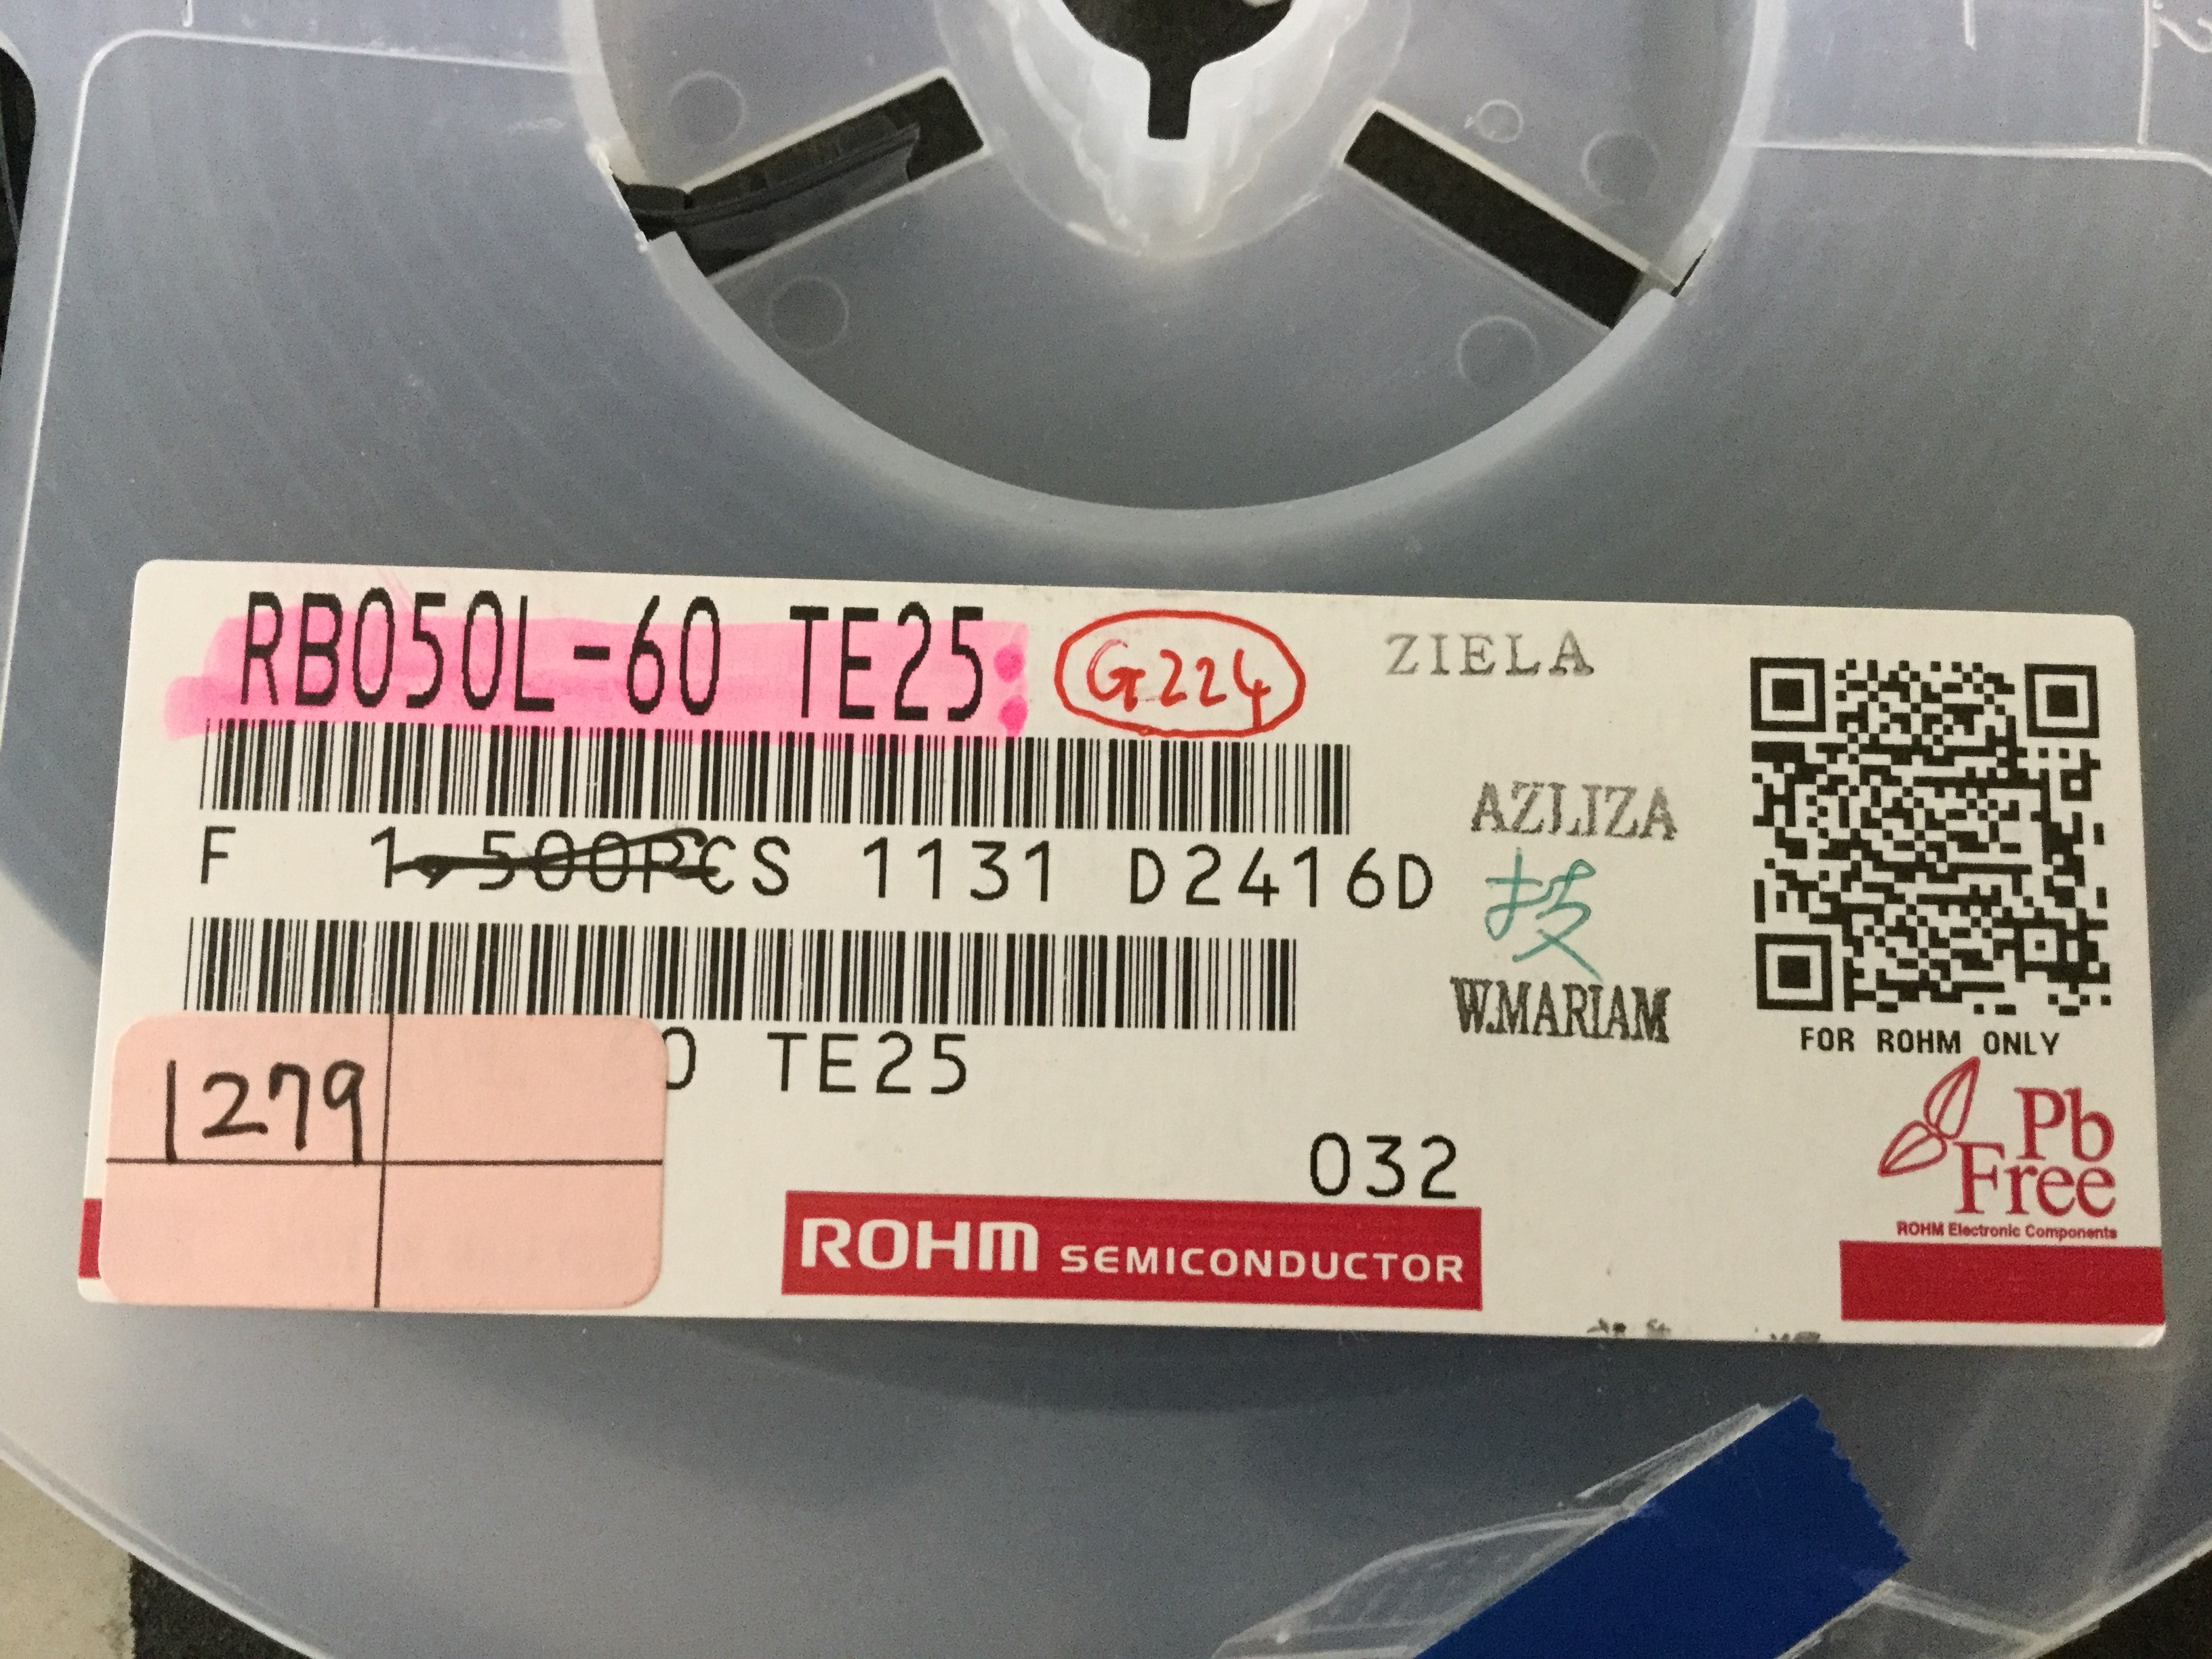 RB050L-60 TE25 G224 ZIELA
AZLIZA
F 1,500PCS 1131 D2416D
技
W.MARIAM
FOR ROHM ONLY
0 TE25
1279
032
Pb
Free
ROHM Electronic Components
ROHM SEMICONDUCTOR